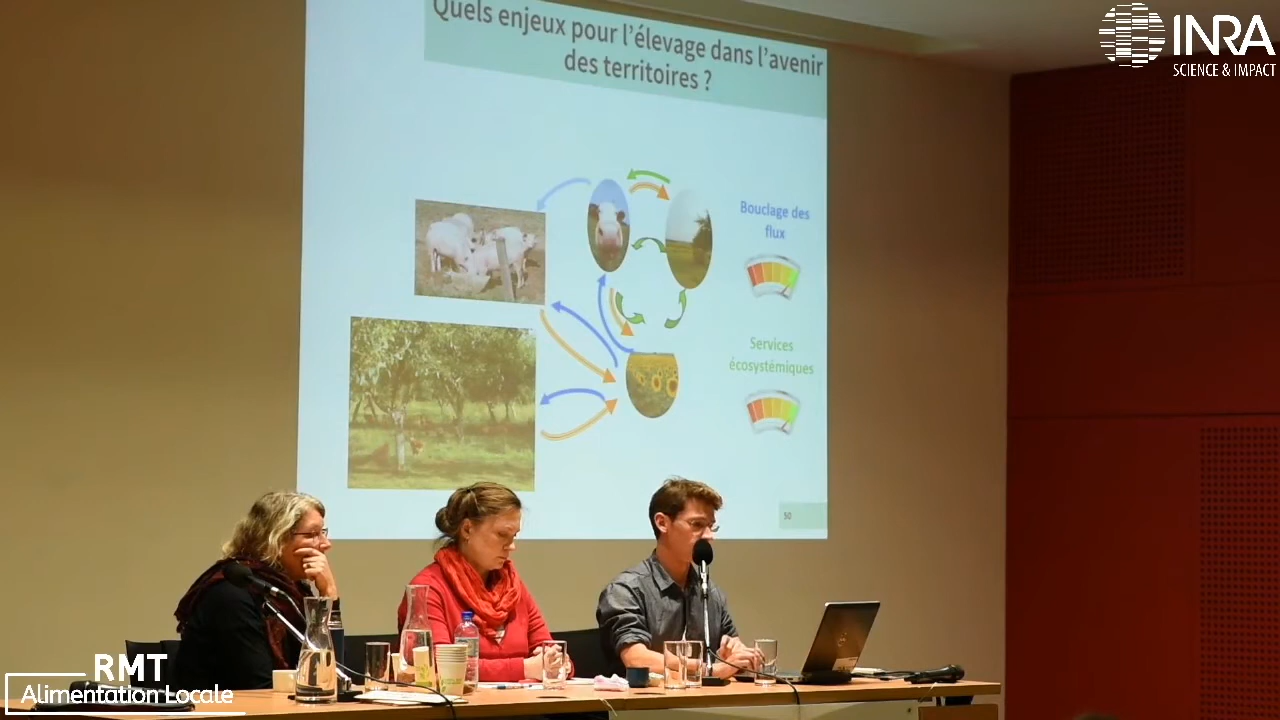 Quels enjeux pour l'élevage dans l'avenir
des territoires ?
INRA
SCIENCE & IMPACT
Bouclage des
flux
Services
écosystémiques
50
RMT
Alimentation Locale